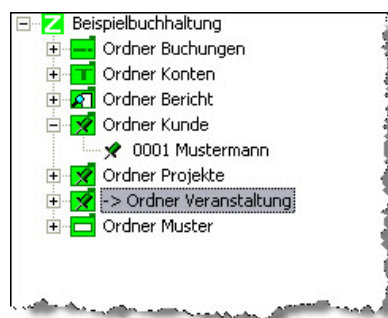 Z Beispielbuchhaltung
Ordner Buchungen
Ordner Konten
Ordner Bericht
Ordner Kunde
0001 Mustermann
Ordner Projekte
-> Ordner Veranstaltung
Ordner Muster